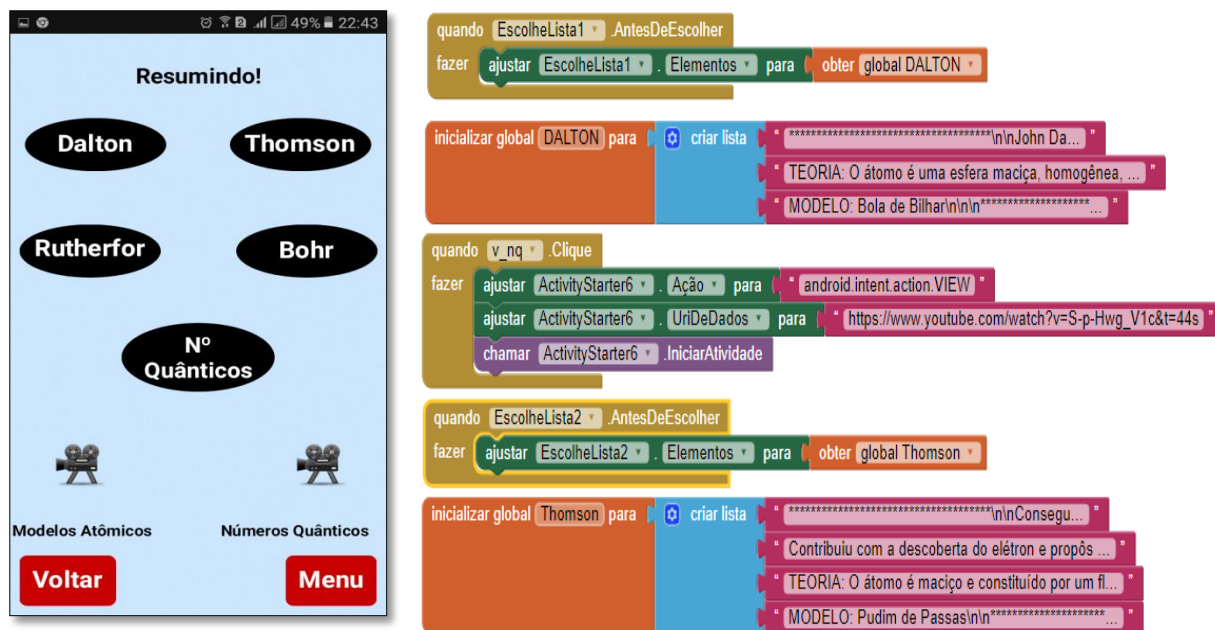 49% 22:43
Resumindo!
Dalton
Thomson
Rutherfor
Bohr
Nº
Quânticos
Modelos Atômicos
Números Quânticos
Voltar
Menu
quando EscolheLista1 .AntesDeEscolher
fazer ajustar EscolheLista1 . Elementos para obter global DALTON
inicializar global DALTON para criar lista " *************************************\n\nJohn Da... "
" TEORIA: O átomo é uma esfera maciça, homogênea, ... "
" MODELO: Bola de Bilhar\n\n\n********************... "
quando v_nq .Clique
fazer ajustar ActivityStarter6 . Ação para " android.intent.action.VIEW "
ajustar ActivityStarter6 . UriDeDados para " https://www.youtube.com/watch?v=S-p-Hwg_V1c&t=44s "
chamar ActivityStarter6 .IniciarAtividade
quando EscolheLista2 .AntesDeEscolher
fazer ajustar EscolheLista2 . Elementos para obter global Thomson
inicializar global Thomson para criar lista " *************************************\n\nConsegu... "
" Contribuiu com a descoberta do elétron e propôs ... "
" TEORIA: O átomo é maciço e constituído por um fl... "
" MODELO: Pudim de Passas\n\n*********************... "